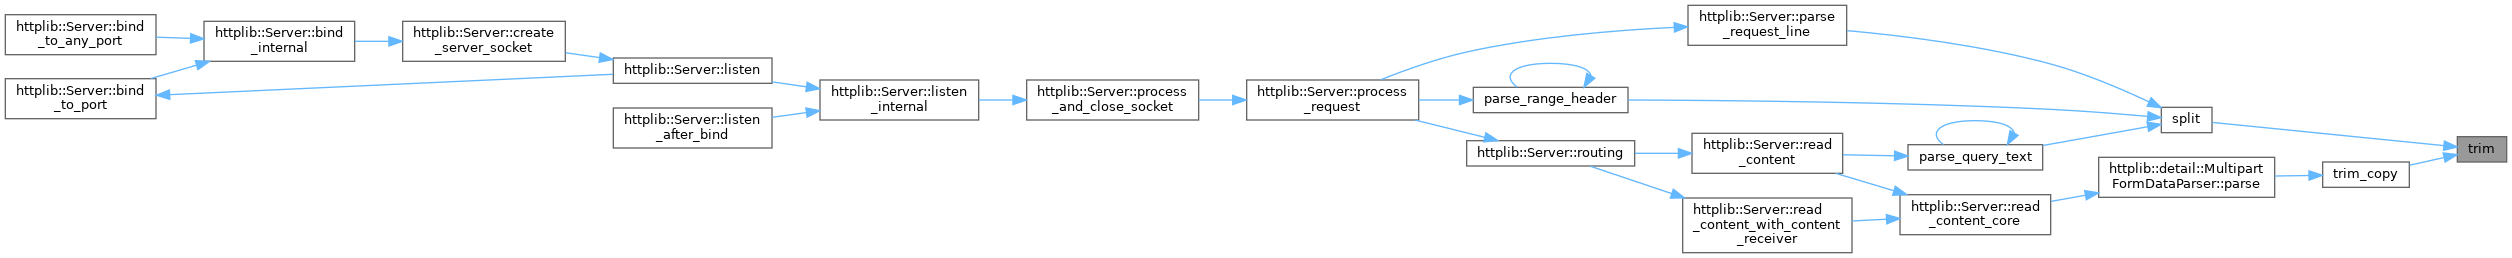 httplib::Server::bind
_to_any_port
httplib::Server::bind
_to_port
httplib::Server::bind
_internal
httplib::Server::create
_server_socket
httplib::Server::listen
httplib::Server::listen
_after_bind
httplib::Server::listen
_internal
httplib::Server::process
_and_close_socket
httplib::Server::process
_request
httplib::Server::parse
_request_line
parse_range_header
httplib::Server::routing
httplib::Server::read
_content
httplib::Server::read
_content_with_content
_receiver
parse_query_text
httplib::Server::read
_content_core
httplib::detail::Multipart
FormDataParser::parse
split
trim_copy
trim